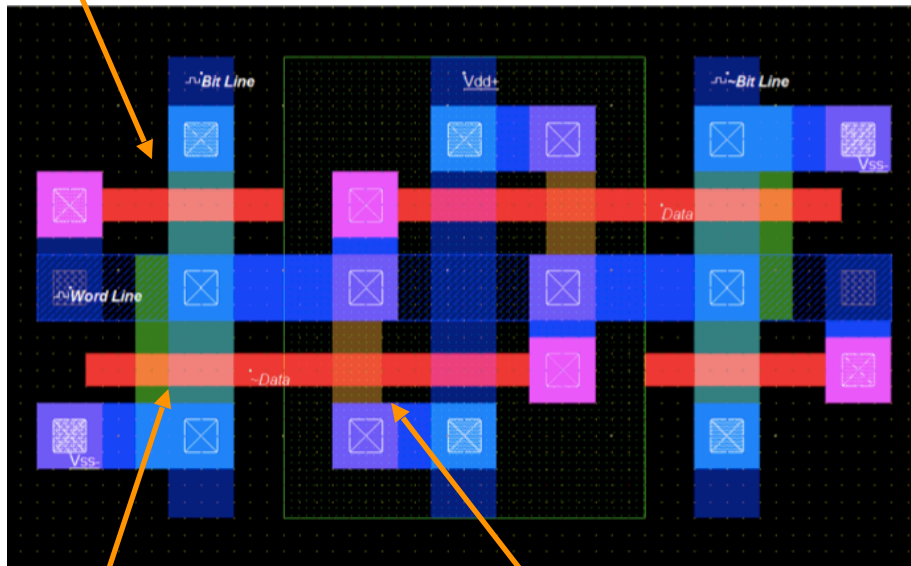 Bit Line
Vdd+
~Bit Line
Vss-
Data
Word Line
~Data
Vss-